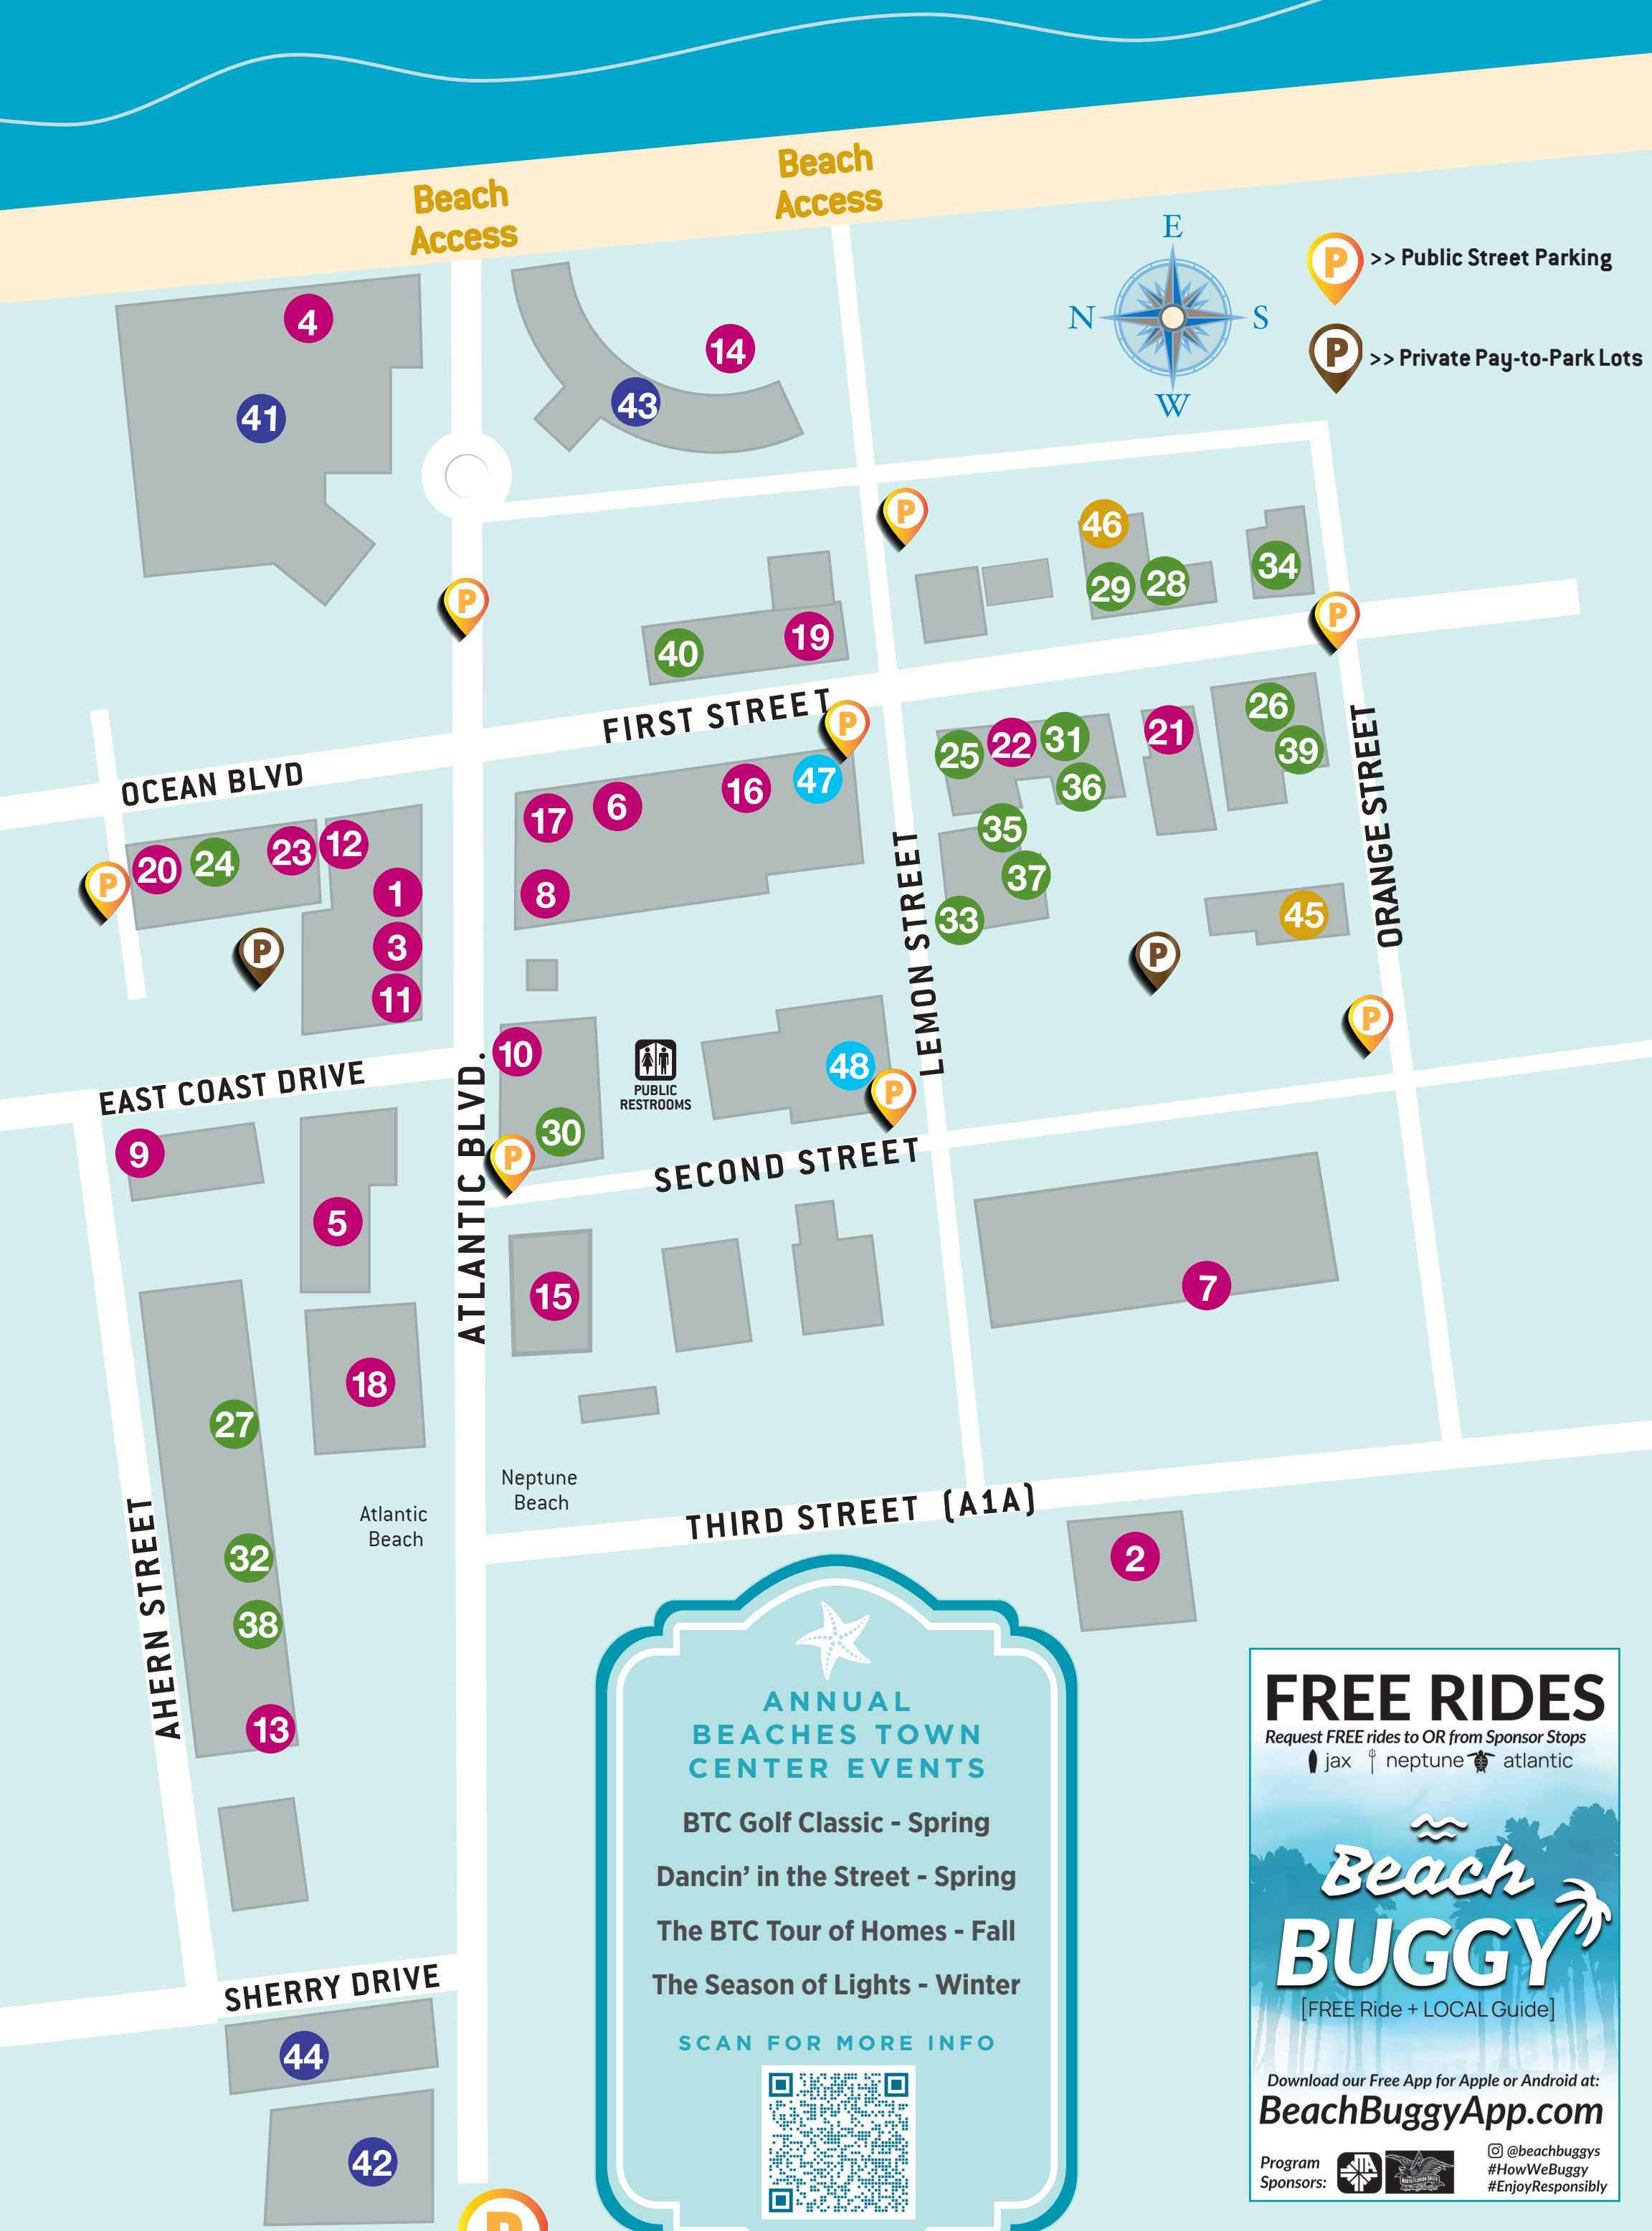 Beach
Access
Beach
Access
E
N
S
W
P
>> Public Street Parking
P
>> Private Pay-to-Park Lots
4
14
41
43
P
46
29
28
34
P
P
40
19
FIRST STREET
P
OCEAN BLVD
25
22
31
36
21
26
39
ORANGE STREET
17
6
16
47
20
24
23
12
1
P
8
35
37
33
LEMON STREET
45
P
3
11
P
P
10
PUBLIC
RESTROOMS
48
P
EAST COAST DRIVE
ATLANTIC BLVD.
9
30
P
SECOND STREET
5
15
7
18
27
Neptune
Beach
Atlantic
Beach
THIRD STREET (A1A)
AHERN STREET
32
38
13
2
ANNUAL
BEACHES TOWN
CENTER EVENTS
BTC Golf Classic - Spring
Dancin’ in the Street - Spring
The BTC Tour of Homes - Fall
The Season of Lights - Winter
SCAN FOR MORE INFO
SHERRY DRIVE
44
42
P
FREE RIDES
Request FREE rides to OR from Sponsor Stops
jax neptune atlantic
Beach
BUGGY
[FREE Ride + LOCAL Guide]
Download our Free App for Apple or Android at:
BeachBuggyApp.com
Program
Sponsors:
@beachbuggys
#HowWeBuggy
#EnjoyResponsibly